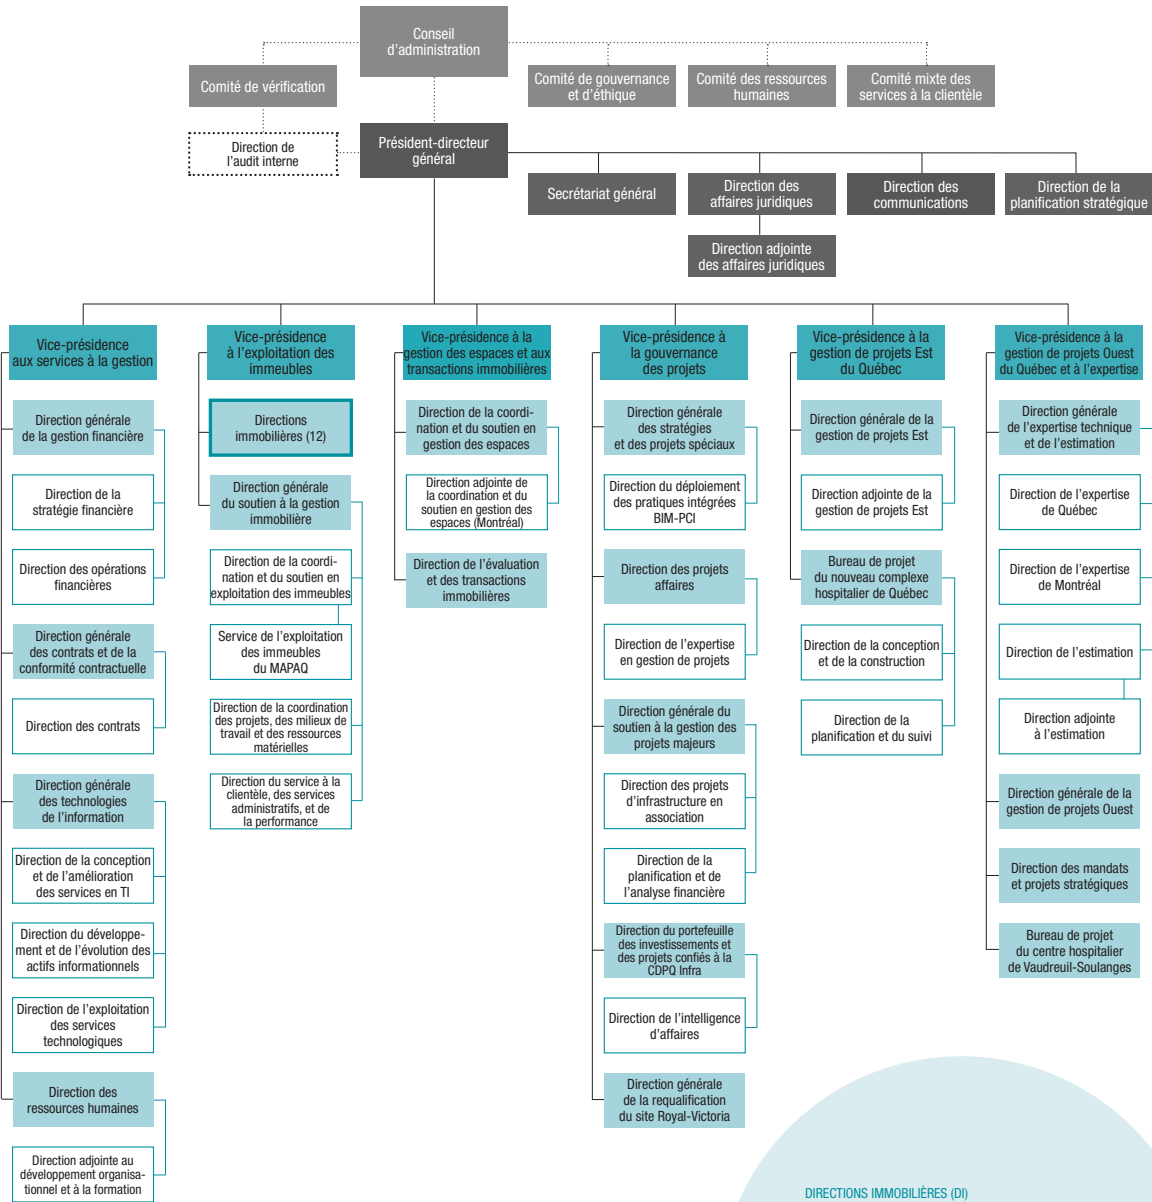 Conseil
d'administration
Comité de vérification
Comité de gouvernance
et d'éthique
Comité des ressources
humaines
Comité mixte des
services à la clientèle
Direction de
l'audit interne
Président-directeur
général
Secrétariat général
Direction des
affaires juridiques
Direction des
communications
Direction de la
planification stratégique
Direction adjointe
des affaires juridiques
Vice-présidence
aux services à la gestion
Direction générale
de la gestion financière
Direction de la
stratégie financière
Direction des opérations
financières
Direction générale
des contrats et de la
conformité contractuelle
Direction des contrats
Direction générale
des technologies
de l'information
Direction de la conception
et de l'amélioration
des services en TI
Direction du développe-
ment et de l'évolution des
actifs informationnels
Direction de l'exploitation
des services
technologiques
Direction des
ressources humaines
Direction adjointe au
développement organisa-
tionnel et à la formation
Vice-présidence
à l'exploitation des
immeubles
Directions
immobilières (12)
Direction générale
du soutien à la gestion
immobilière
Direction de la coordi-
nation et du soutien en
exploitation des immeubles
Service de l'exploitation
des immeubles
du MAPAQ
Direction de la coordination
des projets, des milieux de
travail et des ressources
matérielles
Direction du service à la
clientèle, des services
administratifs, et de
la performance
Vice-présidence à la
gestion des espaces et aux
transactions immobilières
Direction de la coordi-
nation et du soutien en
gestion des espaces
Direction adjointe de
la coordination et du
soutien en gestion des
espaces (Montréal)
Direction de l'évaluation
et des transactions
immobilières
Vice-présidence à
la gouvernance
des projets
Direction générale
des stratégies
et des projets spéciaux
Direction du déploiement
des pratiques intégrées
BIM-PCI
Direction des projets
affaires
Direction de l'expertise
en gestion de projets
Direction générale du
soutien à la gestion des
projets majeurs
Direction des projets
d'infrastructure en
association
Direction de la
planification et de
l'analyse financière
Direction du portefeuille
des investissements et
des projets confiés à la
CDPQ Infra
Direction de l'intelligence
d'affaires
Direction générale
de la requalification
du site Royal-Victoria
Vice-présidence à la
gestion de projets Est
du Québec
Direction générale de la
gestion de projets Est
Direction adjointe de la
gestion de projets Est
Bureau de projet
du nouveau complexe
hospitalier de Québec
Direction de la conception
et de la construction
Direction de la
planification et du suivi
Vice-présidence à la
gestion de projets Ouest
du Québec et à l'expertise
Direction générale
de l'expertise technique
et de l'estimation
Direction de l'expertise
de Québec
Direction de l'expertise
de Montréal
Direction de l'estimation
Direction adjointe
à l'estimation
Direction générale de la
gestion de projets Ouest
Direction des mandats
et projets stratégiques
Bureau de projet
du centre hospitalier
de Vaudreuil-Soulanges
DIRECTIONS IMMOBILIÈRES (DI)